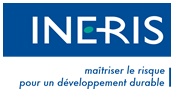 INERIS
maîtriser le risque
pour un développement durable